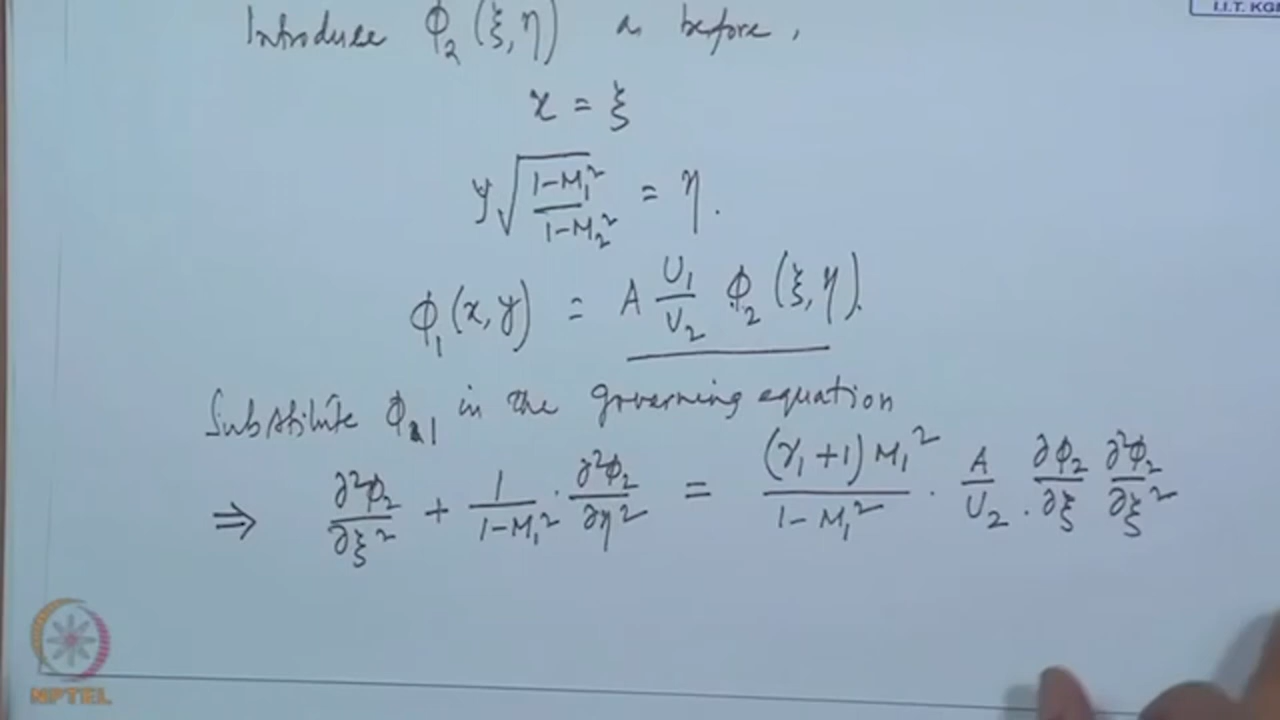 I.I.T. KGP
Introduce ϕ₂ (ξ, η) as before,
x = ξ
y √((1-M₁²)/(1-M₂²)) = η.
ϕ₁(x, y) = A U₁/U₂ ϕ₂ (ξ, η).
Substitute ϕ₁ in the governing equation
⇒ ∂²ϕ₂/∂ξ² + 1/(1-M₁²) · ∂²ϕ₂/∂η² = (γ₁+1) M₁²/(1-M₁²) · A/U₂ · ∂ϕ₂/∂ξ ∂²ϕ₂/∂ξ²
NPTEL